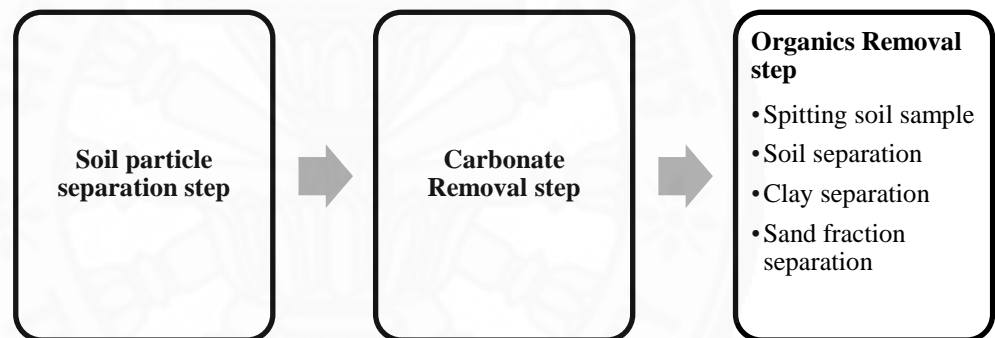 Soil particle
separation step
Carbonate
Removal step
Organics Removal
step
•Spitting soil sample
•Soil separation
•Clay separation
•Sand fraction
separation